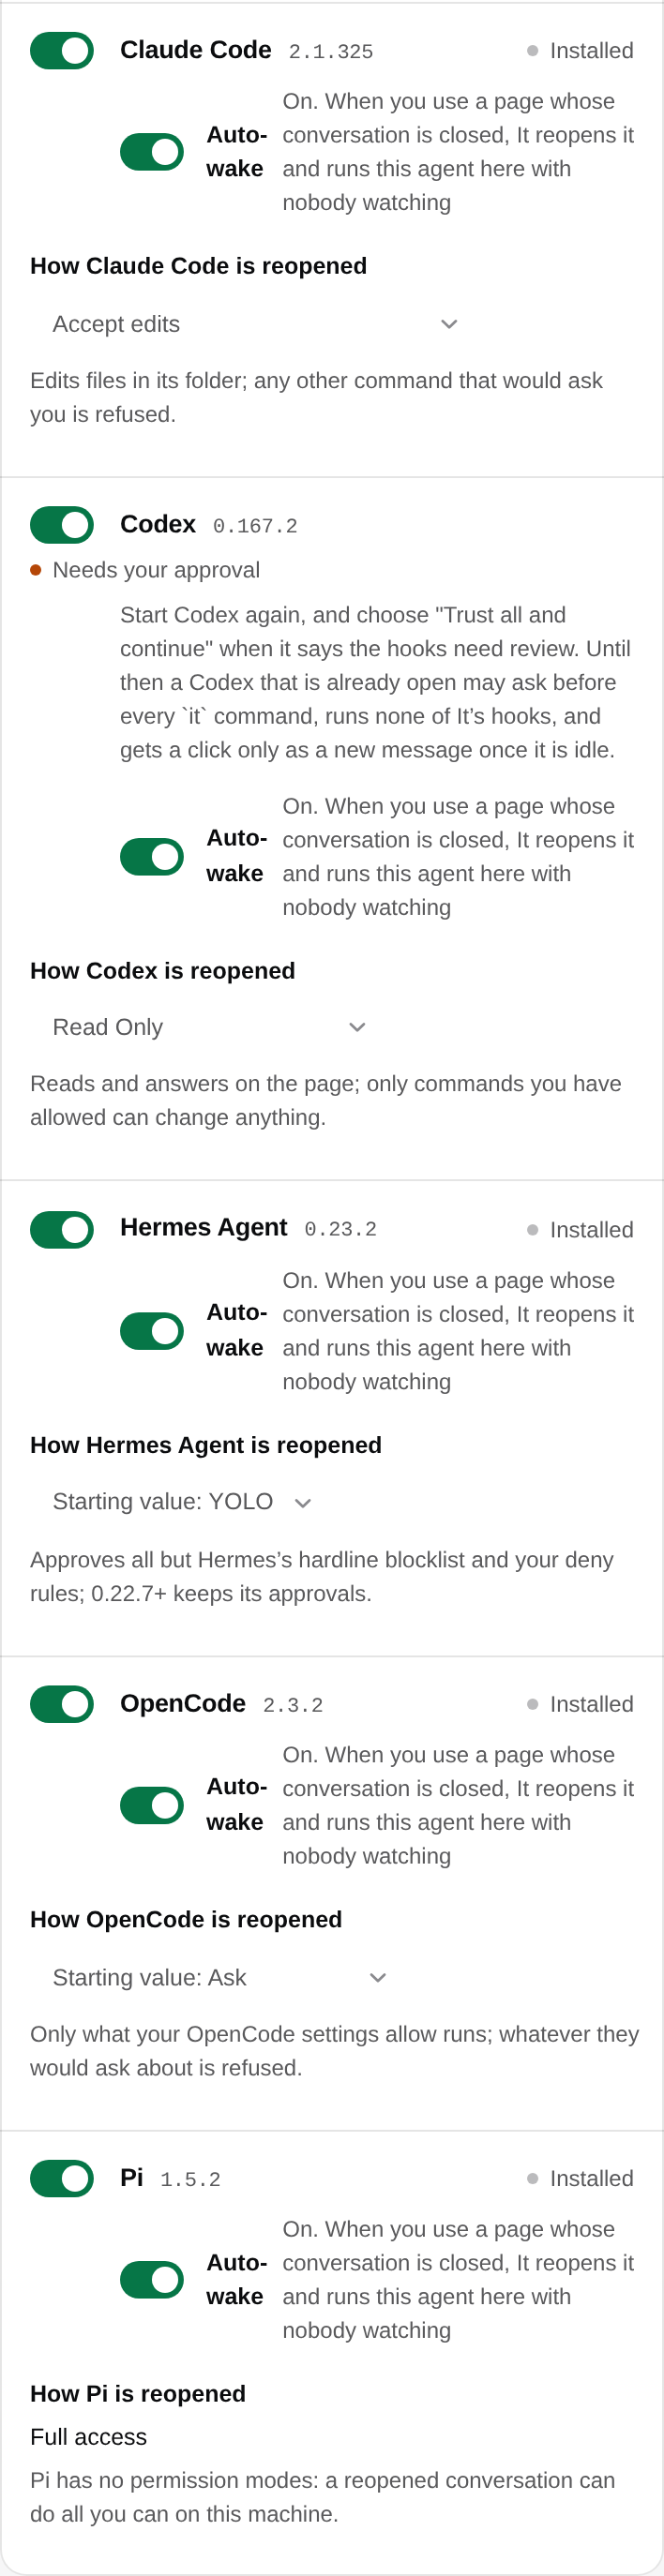 Claude Code 2.1.325 Installed
Auto-wake
On. When you use a page whose
conversation is closed, It reopens it
and runs this agent here with
nobody watching
How Claude Code is reopened
Accept edits
Edits files in its folder; any other command that would ask
you is refused.
Codex 0.167.2
Needs your approval
Start Codex again, and choose "Trust all and
continue" when it says the hooks need review. Until
then a Codex that is already open may ask before
every `it` command, runs none of It’s hooks, and
gets a click only as a new message once it is idle.
Auto-wake
On. When you use a page whose
conversation is closed, It reopens it
and runs this agent here with
nobody watching
How Codex is reopened
Read Only
Reads and answers on the page; only commands you have
allowed can change anything.
Hermes Agent 0.23.2 Installed
Auto-wake
On. When you use a page whose
conversation is closed, It reopens it
and runs this agent here with
nobody watching
How Hermes Agent is reopened
Starting value: YOLO
Approves all but Hermes’s hardline blocklist and your deny
rules; 0.22.7+ keeps its approvals.
OpenCode 2.3.2 Installed
Auto-wake
On. When you use a page whose
conversation is closed, It reopens it
and runs this agent here with
nobody watching
How OpenCode is reopened
Starting value: Ask
Only what your OpenCode settings allow runs; whatever they
would ask about is refused.
Pi 1.5.2 Installed
Auto-wake
On. When you use a page whose
conversation is closed, It reopens it
and runs this agent here with
nobody watching
How Pi is reopened
Full access
Pi has no permission modes: a reopened conversation can
do all you can on this machine.